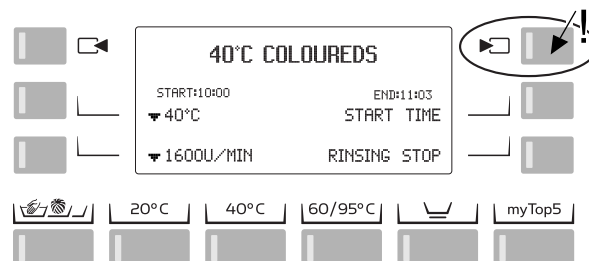 40°C COLOUREDS
START:10:00 END:11:03
40°C START TIME
1600U/MIN RINSING STOP
20°C 40°C 60/95°C myTop5
!